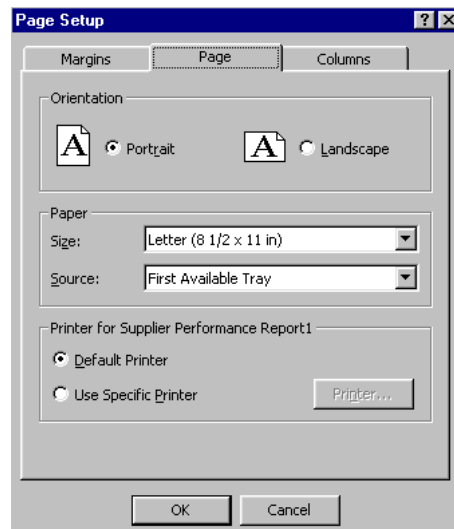 Page Setup
Margins Page Columns
Orientation
A Portrait A Landscape
Paper
Size: Letter (8 1/2 x 11 in)
Source: First Available Tray
Printer for Supplier Performance Report1
Default Printer
Use Specific Printer Printer...
OK Cancel